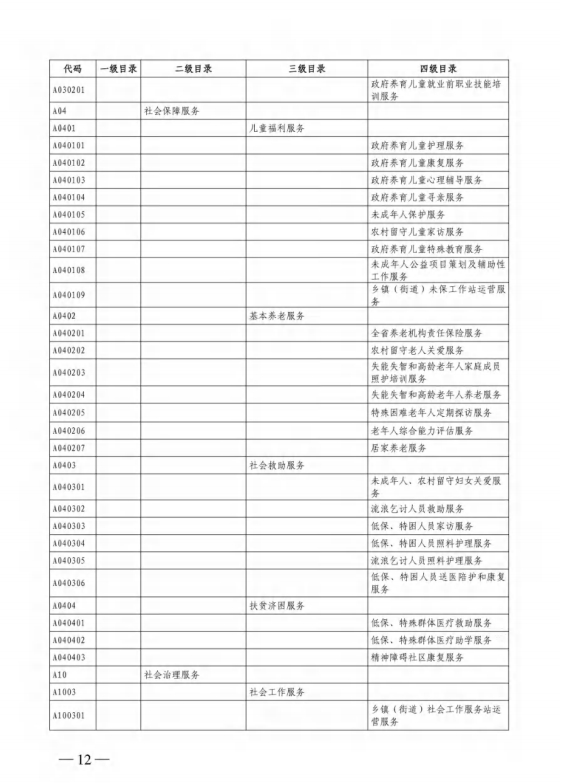 代码 一级目录 二级目录 三级目录 四级目录
A030201 政府养育儿童就业前职业技能培
训服务
A04 社会保障服务
A0401 儿童福利服务
A040101 政府养育儿童护理服务
A040102 政府养育儿童康复服务
A040103 政府养育儿童心理辅导服务
A040104 政府养育儿童寻亲服务
A040105 未成年人保护服务
A040106 农村留守儿童家访服务
A040107 政府养育儿童特殊教育服务
A040108 未成年人公益项目策划及辅助性
工作服务
A040109 乡镇（街道）未保工作站运营服
务
A0402 基本养老服务
A040201 全省养老机构责任保险服务
A040202 农村留守老人关爱服务
A040203 失能失智和高龄老年人家庭成员
照护培训服务
A040204 失能失智和高龄老年人养老服务
A040205 特殊困难老年人定期探访服务
A040206 老年人综合能力评估服务
A040207 居家养老服务
A0403 社会救助服务
A040301 未成年人、农村留守妇女关爱服
务
A040302 流浪乞讨人员救助服务
A040303 低保、特困人员家访服务
A040304 低保、特困人员照料护理服务
A040305 流浪乞讨人员照料护理服务
A040306 低保、特困人员送医陪护和康复
服务
A0404 扶贫济困服务
A040401 低保、特殊群体医疗救助服务
A040402 低保、特殊群体医疗助学服务
A040403 精神障碍社区康复服务
A10 社会治理服务
A1003 社会工作服务
A100301 乡镇（街道）社会工作服务站运
营服务
—12—